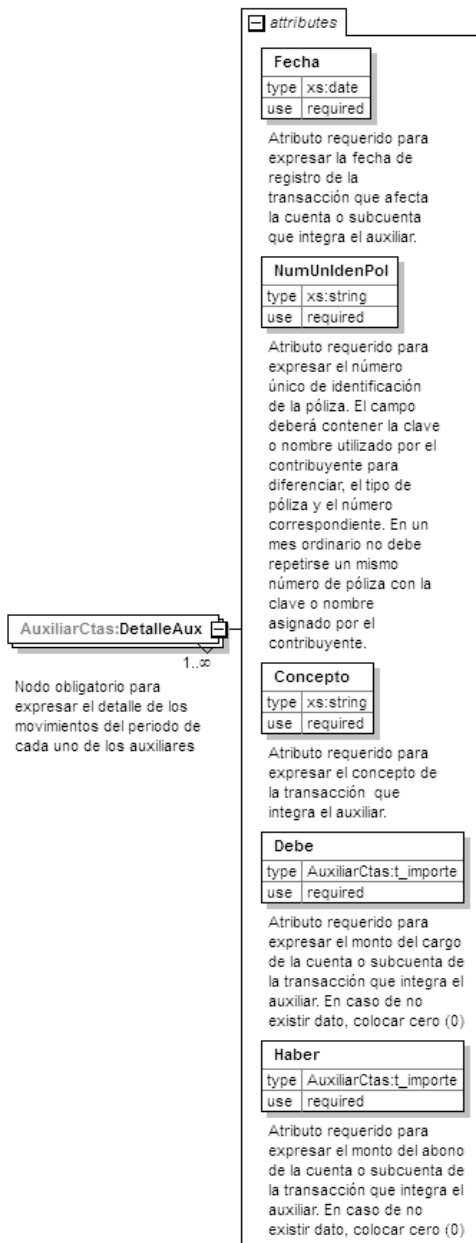 attributes
Fecha
type xs:date
use required
Atributo requerido para
expresar la fecha de
registro de la
transacción que afecta
la cuenta o subcuenta
que integra el auxiliar.
NumUnIdenPol
type xs:string
use required
Atributo requerido para
expresar el número
único de identificación
de la póliza. El campo
deberá contener la clave
o nombre utilizado por el
contribuyente para
diferenciar, el tipo de
póliza y el número
correspondiente. En un
mes ordinario no debe
repetirse un mismo
número de póliza con la
clave o nombre
asignado por el
contribuyente.
AuxiliarCtas:DetalleAux
1..∞
Nodo obligatorio para
expresar el detalle de los
movimientos del periodo de
cada uno de los auxiliares
Concepto
type xs:string
use required
Atributo requerido para
expresar el concepto de
la transacción que
integra el auxiliar.
Debe
type AuxiliarCtas:t_importe
use required
Atributo requerido para
expresar el monto del cargo
de la cuenta o subcuenta de
la transacción que integra el
auxiliar. En caso de no
existir dato, colocar cero (0)
Haber
type AuxiliarCtas:t_importe
use required
Atributo requerido para
expresar el monto del abono
de la cuenta o subcuenta de
la transacción que integra el
auxiliar. En caso de no
existir dato, colocar cero (0)